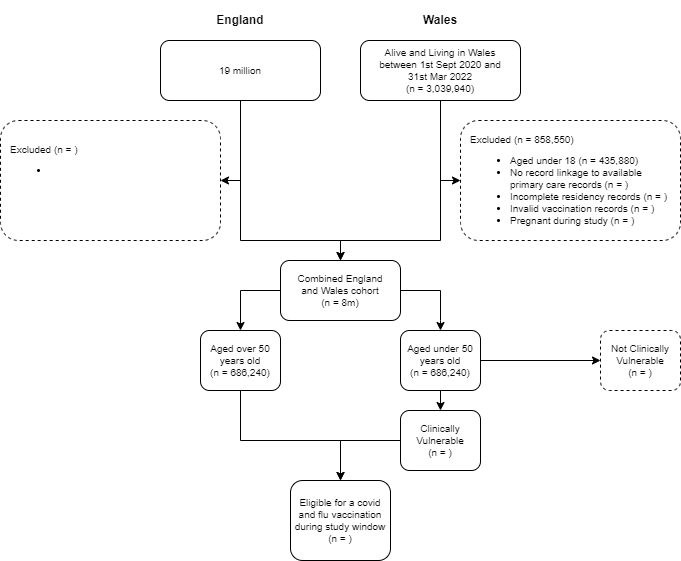 England
Wales
19 million
Alive and Living in Wales
between 1st Sept 2020 and
31st Mar 2022
(n = 3,039,940)
Excluded (n = )
•
Excluded (n = 858,550)
• Aged under 18 (n = 435,880)
• No record linkage to available
primary care records (n = )
• Incomplete residency records (n = )
• Invalid vaccination records (n = )
• Pregnant during study (n = )
Combined England
and Wales cohort
(n = 8m)
Aged over 50
years old
(n = 686,240)
Aged under 50
years old
(n = 686,240)
Not Clinically
Vulnerable
(n = )
Clinically
Vulnerable
(n = )
Eligible for a covid
and flu vaccination
during study window
(n = )